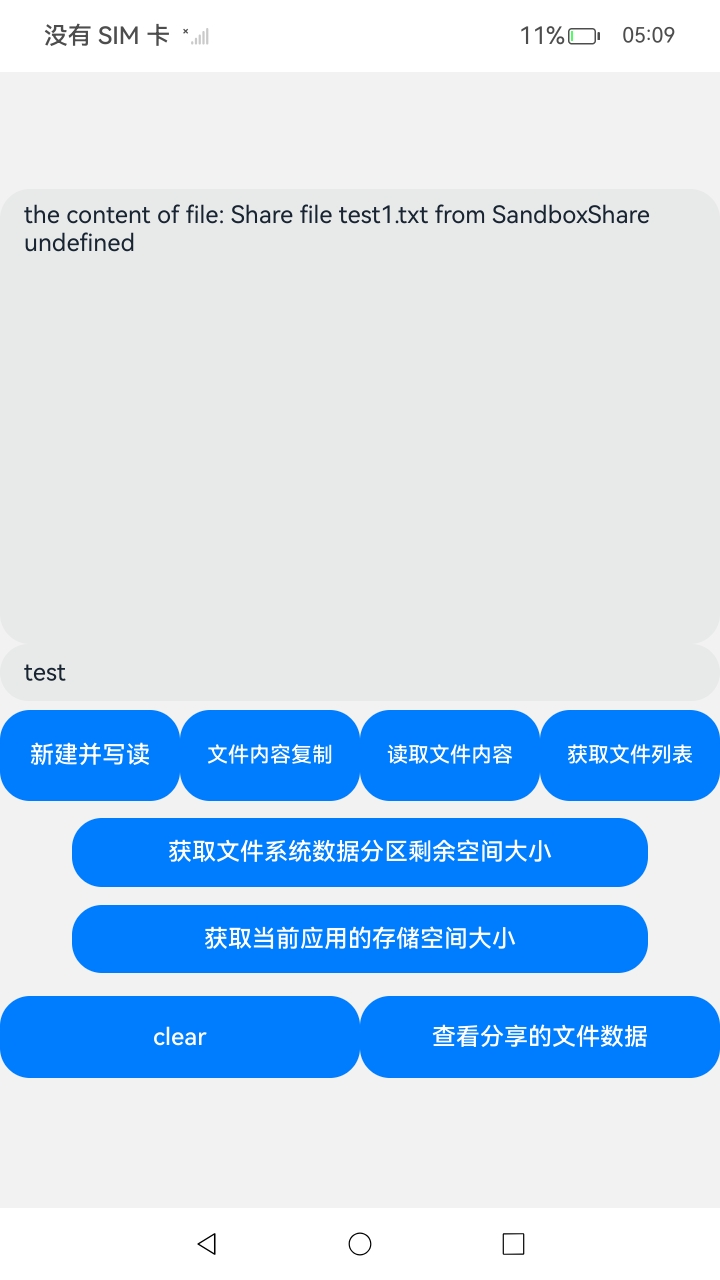 没有 SIM 卡
11%
05:09
the content of file: Share file test1.txt from SandboxShare
undefined
test
新建并写读
文件内容复制
读取文件内容
获取文件列表
获取文件系统数据分区剩余空间大小
获取当前应用的存储空间大小
clear
查看分享的文件数据